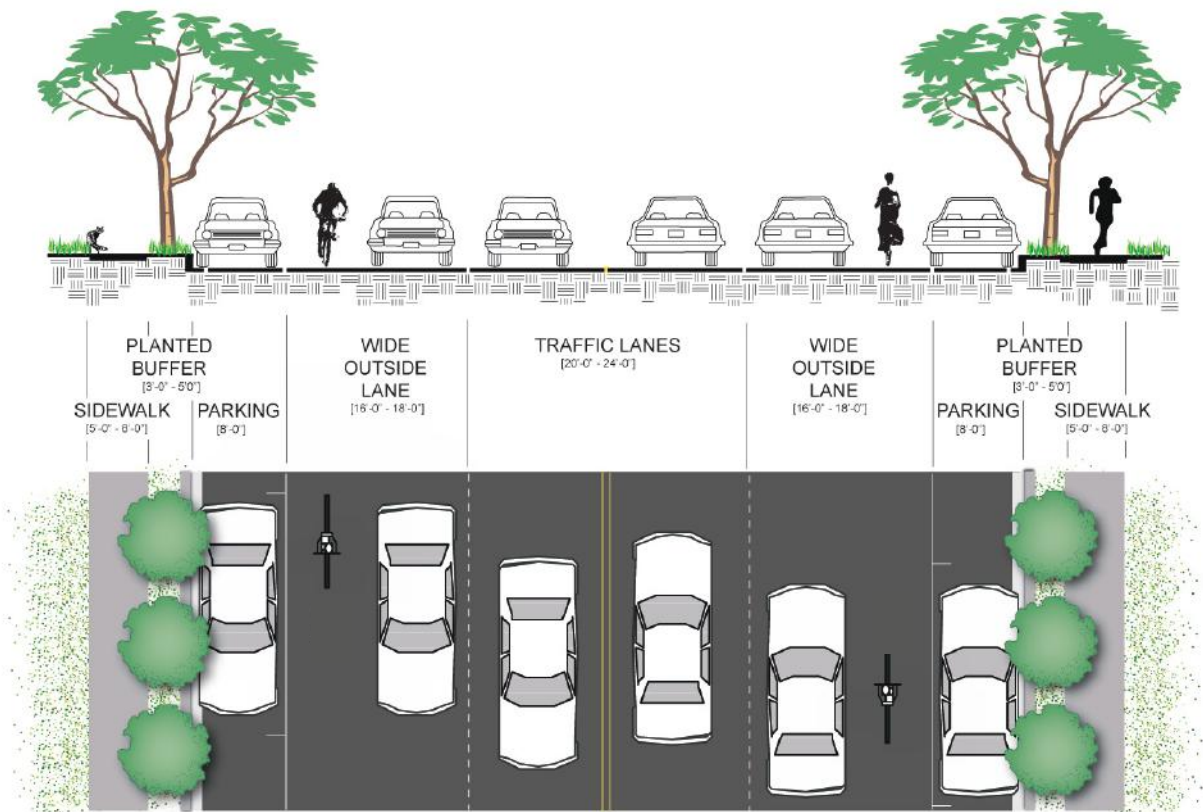 PLANTED
BUFFER
[3'-0" - 5'0"]
SIDEWALK
[5'-0" - 6'-0"]
PARKING
[8'-0"]
WIDE
OUTSIDE
LANE
[16'-0" - 18'-0"]
TRAFFIC LANES
[20'-0" - 24'-0"]
WIDE
OUTSIDE
LANE
[16'-0" - 18'-0"]
PLANTED
BUFFER
[3'-0" - 5'0"]
PARKING
[8'-0"]
SIDEWALK
[5'-0" - 6'-0"]